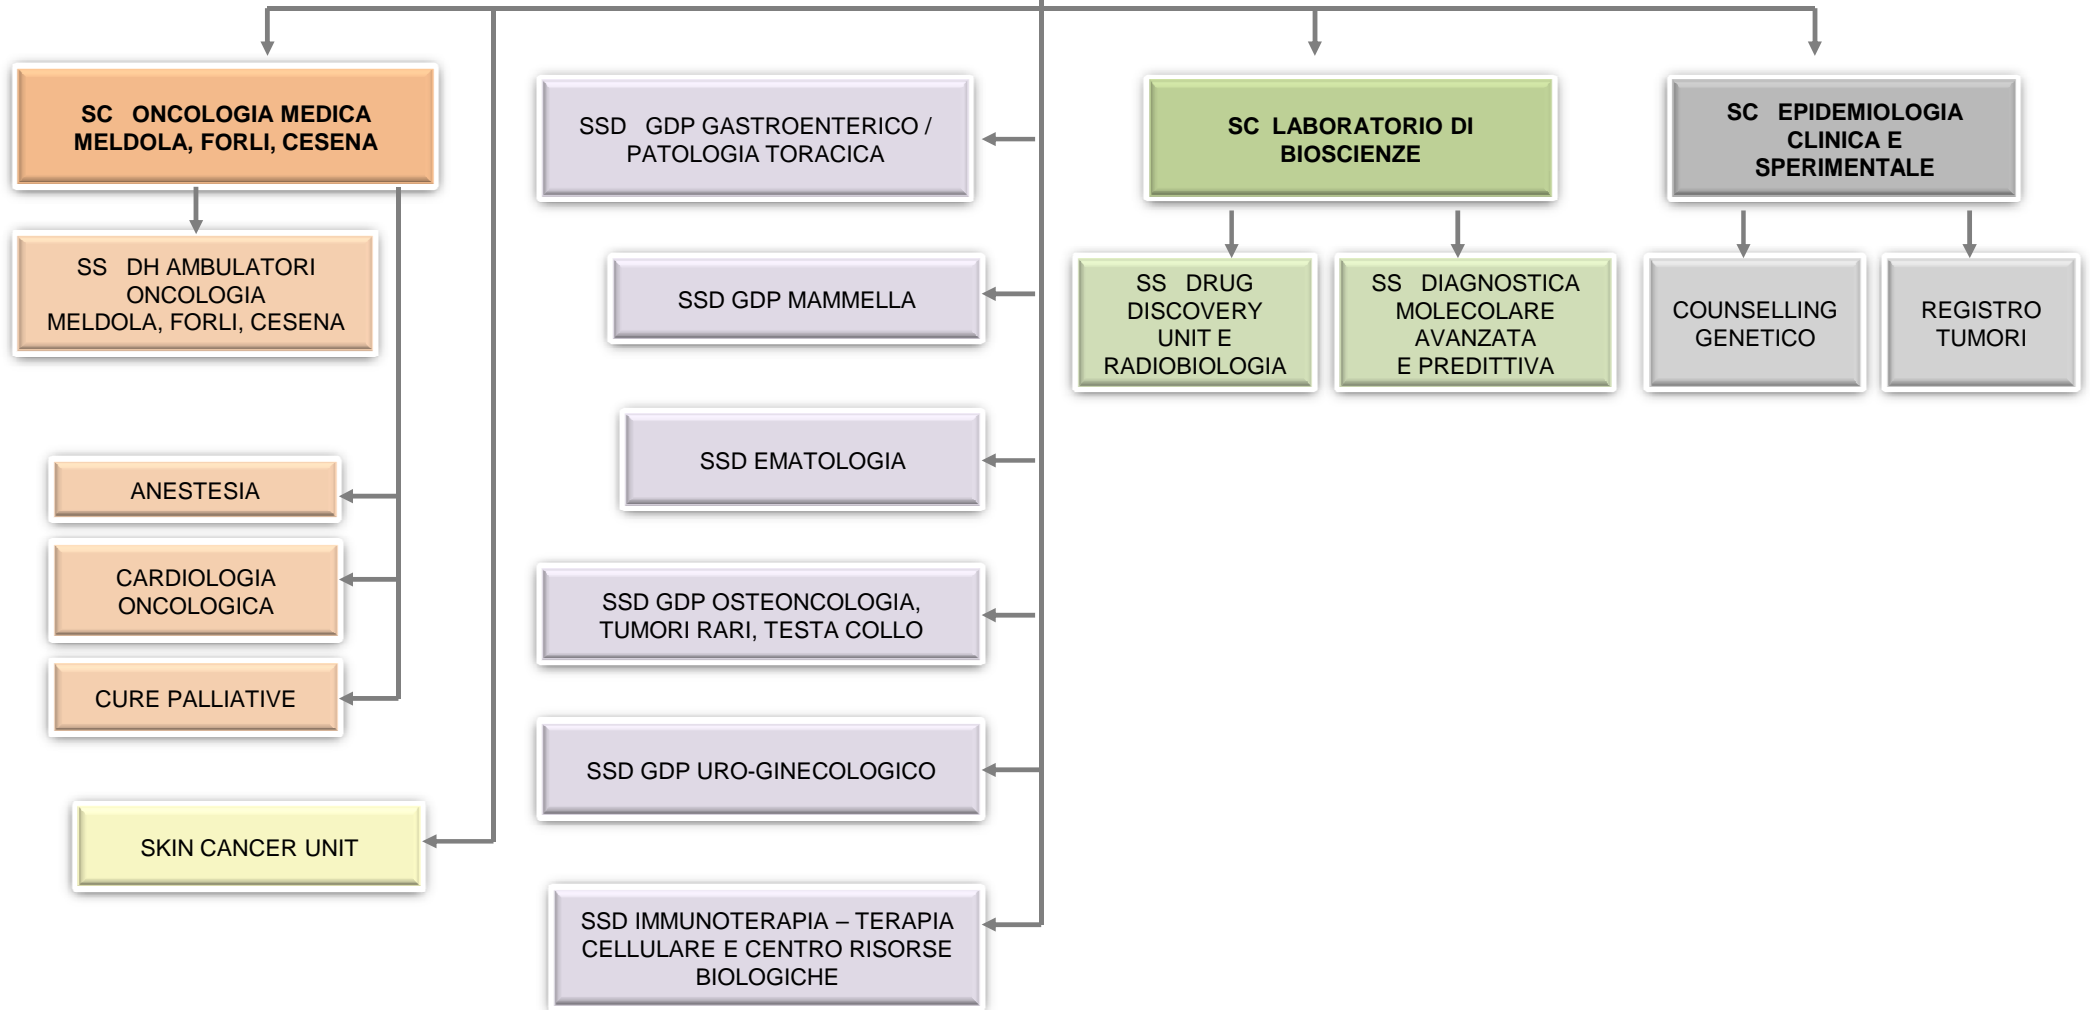 SC ONCOLOGIA MEDICA
MELDOLA, FORLI, CESENA
SS DH AMBULATORI
ONCOLOGIA
MELDOLA, FORLI, CESENA
ANESTESIA
CARDIOLOGIA
ONCOLOGICA
CURE PALLIATIVE
SKIN CANCER UNIT
SSD GDP GASTROENTERICO /
PATOLOGIA TORACICA
SSD GDP MAMMELLA
SSD EMATOLOGIA
SSD GDP OSTEONCOLOGIA,
TUMORI RARI, TESTA COLLO
SSD GDP URO-GINECOLOGICO
SSD IMMUNOTERAPIA – TERAPIA
CELLULARE E CENTRO RISORSE
BIOLOGICHE
SC LABORATORIO DI
BIOSCIENZE
SS DRUG
DISCOVERY
UNIT E
RADIOBIOLOGIA
SS DIAGNOSTICA
MOLECOLARE
AVANZATA
E PREDITTIVA
SC EPIDEMIOLOGIA
CLINICA E
SPERIMENTALE
COUNSELLING
GENETICO
REGISTRO
TUMORI